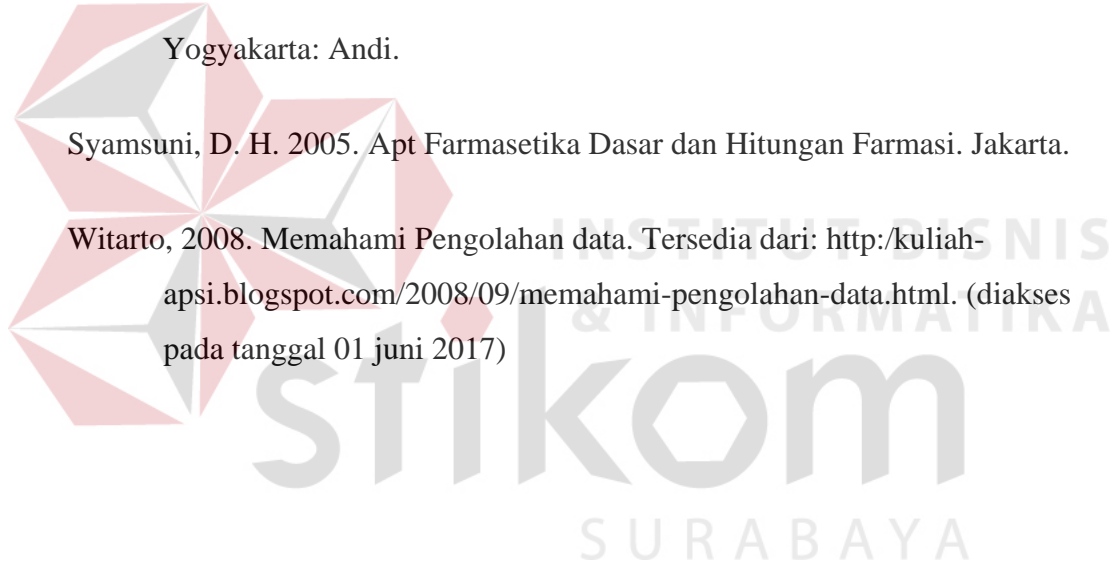 Yogyakarta: Andi.
Syamsuni, D. H. 2005. Apt Farmasetika Dasar dan Hitungan Farmasi. Jakarta.
Witarto, 2008. Memahami Pengolahan data. Tersedia dari: http:/kuliah-
apsi.blogspot.com/2008/09/memahami-pengolahan-data.html. (diakses
pada tanggal 01 juni 2017)
INSTITUT BISNIS
& INFORMATIKA
stikom
SURABAYA